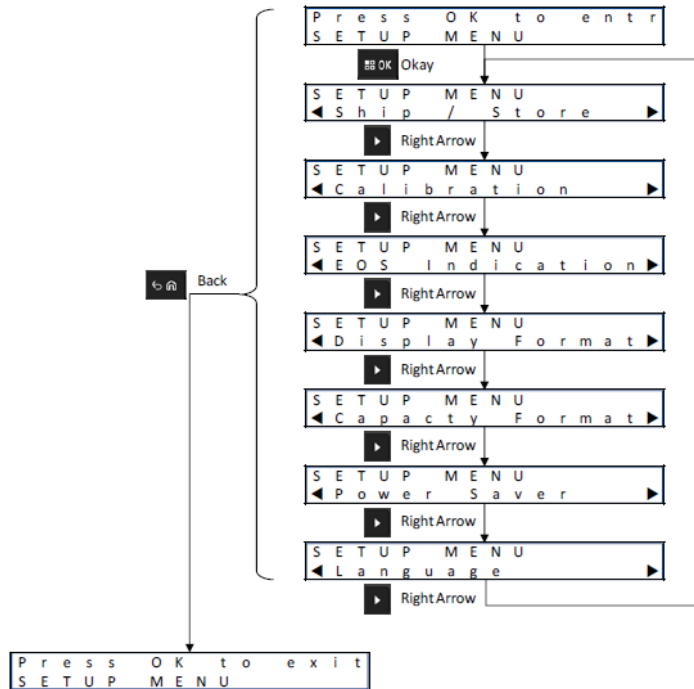 Press OK to entr
SETUP MENU
OK Okay
SETUP MENU
◀Ship / Store ▶
Right Arrow
SETUP MENU
◀Calibration ▶
Right Arrow
SETUP MENU
◀EOS Indication▶
Back
Right Arrow
SETUP MENU
◀Display Format▶
Right Arrow
SETUP MENU
◀Capacty Format▶
Right Arrow
SETUP MENU
◀Power Saver ▶
Right Arrow
SETUP MENU
◀Language ▶
Right Arrow
Press OK to exit
SETUP MENU